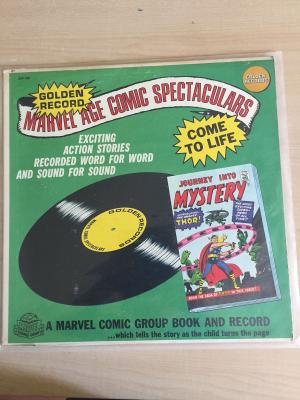 GOLDEN
RECORD
MARVEL AGE COMIC SPECTACULARS
GOLDEN
RECORDS
EXCITING
ACTION STORIES
RECORDED WORD FOR WORD
AND SOUND FOR SOUND
COME
TO LIFE
JOURNEY INTO
MYSTERY
THOR!
GOLDEN RECORDS
A MARVEL COMIC GROUP BOOK AND RECORD
...which tells the story as the child turns the page